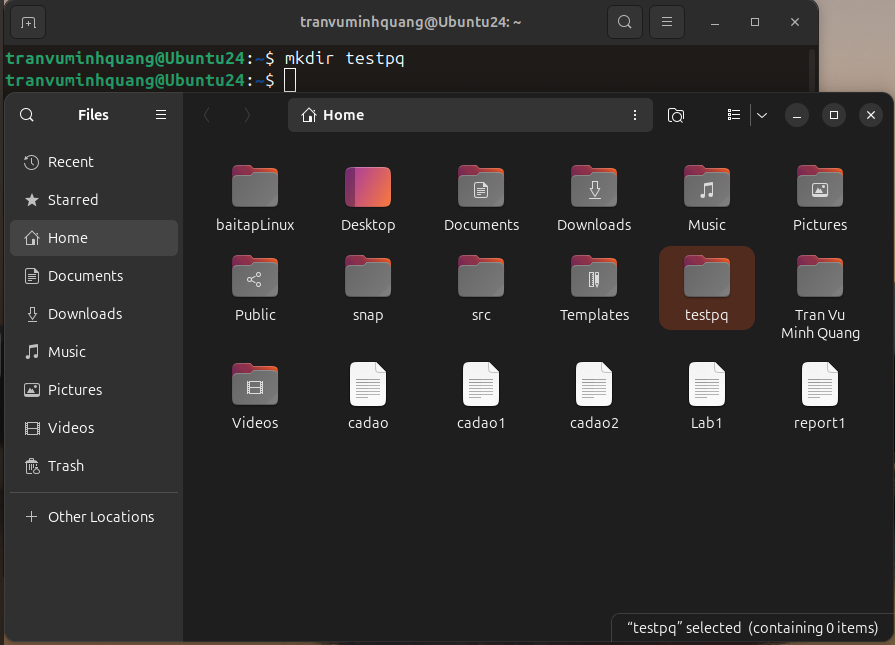 tranvuminhquang@Ubuntu24: ~
tranvuminhquang@Ubuntu24:~$ mkdir testpq
tranvuminhquang@Ubuntu24:~$
Files
Home
Recent
Starred
Home
Documents
Downloads
Music
Pictures
Videos
Trash
Other Locations
baitapLinux Desktop Documents Downloads Music Pictures
Public snap src Templates testpq Tran Vu
Minh Quang
Videos cadao cadao1 cadao2 Lab1 report1
“testpq” selected (containing 0 items)